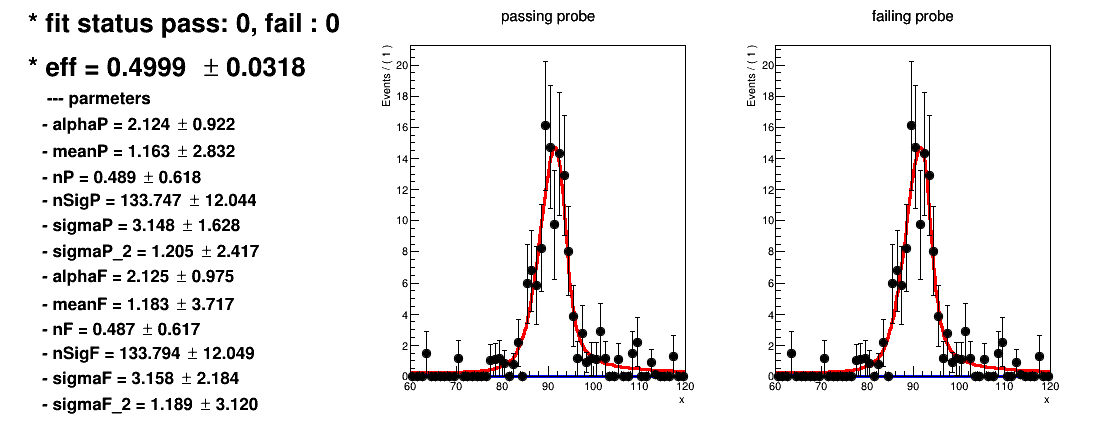 * fit status pass: 0, fail : 0
* eff = 0.4999 ± 0.0318
--- parmeters
- alphaP = 2.124 ± 0.922
- meanP = 1.163 ± 2.832
- nP = 0.489 ± 0.618
- nSigP = 133.747 ± 12.044
- sigmaP = 3.148 ± 1.628
- sigmaP_2 = 1.205 ± 2.417
- alphaF = 2.125 ± 0.975
- meanF = 1.183 ± 3.717
- nF = 0.487 ± 0.617
- nSigF = 133.794 ± 12.049
- sigmaF = 3.158 ± 2.184
- sigmaF_2 = 1.189 ± 3.120
passing probe
Events / ( 1 )
20
18
16
14
12
10
8
6
4
2
0
60 70 80 90 100 110 120
x
failing probe
Events / ( 1 )
20
18
16
14
12
10
8
6
4
2
0
60 70 80 90 100 110 120
x